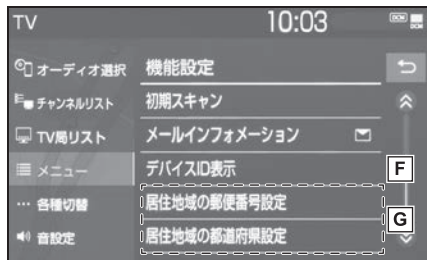 TV
10:03
DCM
DCM
オーディオ選択
機能設定
チャンネルリスト
初期スキャン
TV局リスト
メールインフォメーション
メニュー
デバイスID表示
F
各種切替
居住地域の郵便番号設定
G
音設定
居住地域の都道府県設定